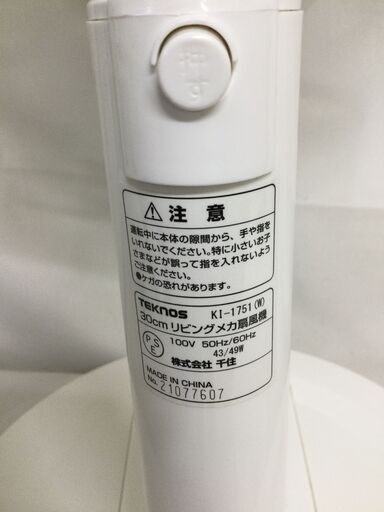 押す
⚠ 注意
運転中に本体の隙間から、手や指を
いれないでください。特に小さいお子
さまなどが誤って指を入れないよう
ご注意ください。
●ケガの恐れがあります。
TEKNOS KI-1751(W)
30cmリビングメカ扇風機
PSE 100V 50Hz/60Hz
43/49W
株式会社 千住
MADE IN CHINA
No. 21077607